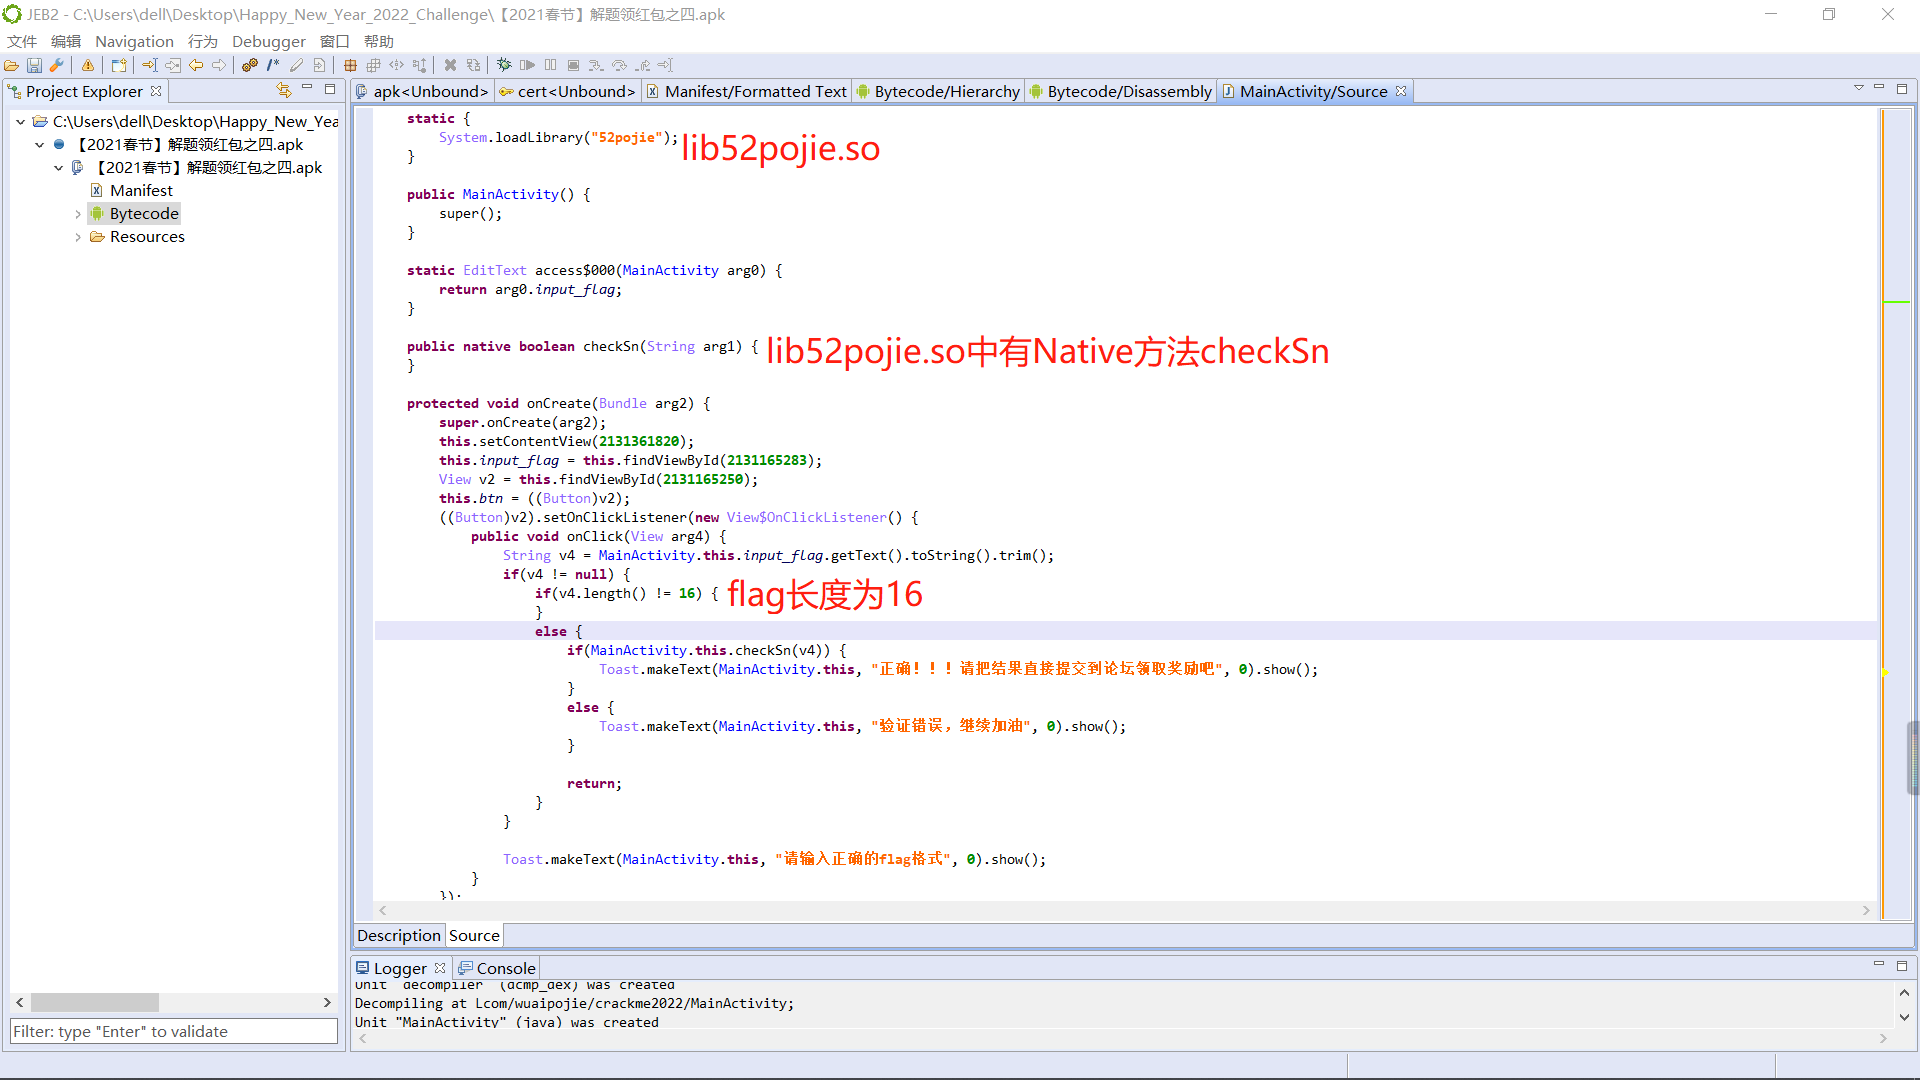 JEB2 - C:\Users\dell\Desktop\Happy_New_Year_2022_Challenge\【2021春节】解题领红包之四.apk
文件 编辑 Navigation 行为 Debugger 窗口 帮助
Project Explorer
apk<Unbound> cert<Unbound> Manifest/Formatted Text Bytecode/Hierarchy Bytecode/Disassembly MainActivity/Source
C:\Users\dell\Desktop\Happy_New_Yea
【2021春节】解题领红包之四.apk
【2021春节】解题领红包之四.apk
Manifest
Bytecode
Resources
Filter: type "Enter" to validate
static {
System.loadLibrary("52pojie"); lib52pojie.so
}
public MainActivity() {
super();
}
static EditText access$000(MainActivity arg0) {
return arg0.input_flag;
}
public native boolean checkSn(String arg1) { lib52pojie.so中有Native方法checkSn
}
protected void onCreate(Bundle arg2) {
super.onCreate(arg2);
this.setContentView(2131361820);
this.input_flag = this.findViewById(2131165283);
View v2 = this.findViewById(2131165250);
this.btn = ((Button)v2);
((Button)v2).setOnClickListener(new View$OnClickListener() {
public void onClick(View arg4) {
String v4 = MainActivity.this.input_flag.getText().toString().trim();
if(v4 != null) {
if(v4.length() != 16) { flag长度为16
}
else {
if(MainActivity.this.checkSn(v4)) {
Toast.makeText(MainActivity.this, "正确!!!请把结果直接提交到论坛领取奖励吧", 0).show();
}
else {
Toast.makeText(MainActivity.this, "验证错误，继续加油", 0).show();
}
return;
}
}
Toast.makeText(MainActivity.this, "请输入正确的flag格式", 0).show();
}
});
Description Source
Logger Console
Unit "decompiler" (dcmp_dex) was created
Decompiling at Lcom/wuaipojie/crackme2022/MainActivity;
Unit "MainActivity" (java) was created